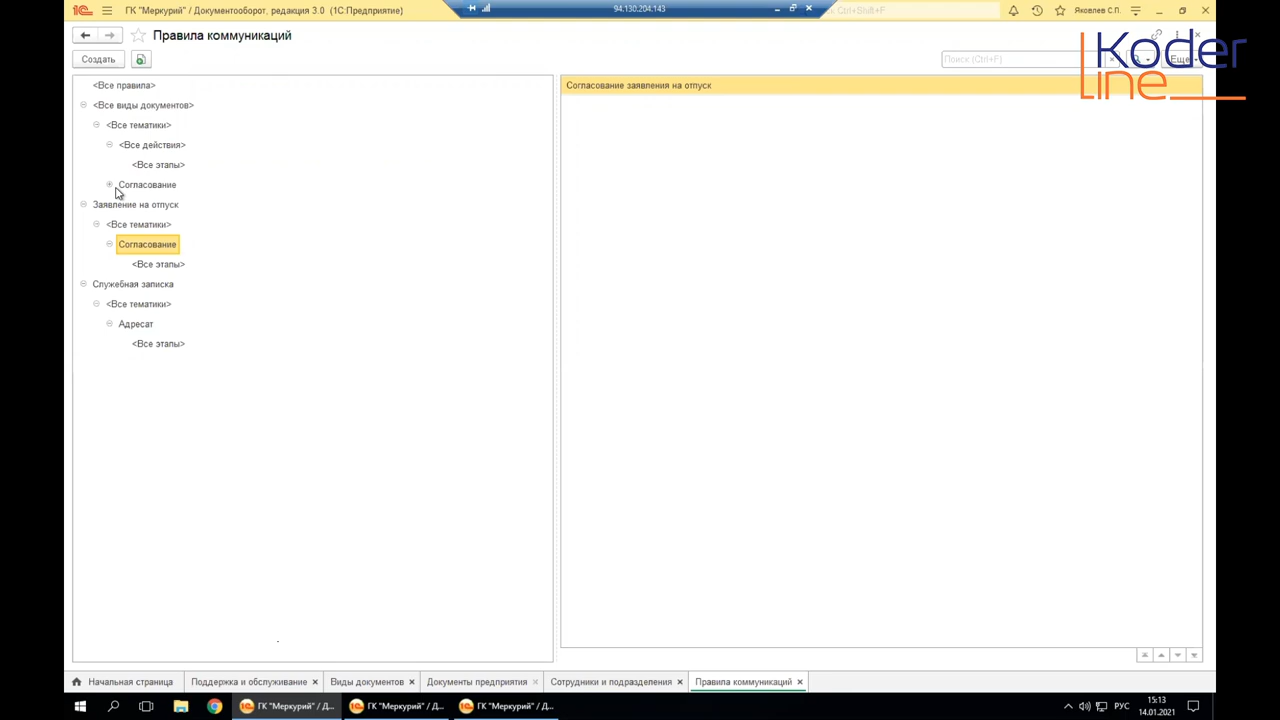 ГК "Меркурий" / Документооборот, редакция 3.0 (1С:Предприятие)
94.130.204.143
Ctrl+Shift+F
Яковлев С.П.
Правила коммуникаций
Koder
Line
Создать
Поиск (Ctrl+F)
Еще
<Все правила>
Согласование заявления на отпуск
<Все виды документов>
<Все тематики>
<Все действия>
<Все этапы>
Согласование
Заявление на отпуск
<Все тематики>
Согласование
<Все этапы>
Служебная записка
<Все тематики>
Адресат
<Все этапы>
Начальная страница
Поддержка и обслуживание
Виды документов
Документы предприятия
Сотрудники и подразделения
Правила коммуникаций
ГК "Меркурий" / Д...
ГК "Меркурий" / Д...
ГК "Меркурий" / Д...
РУС
15:13
14.01.2021